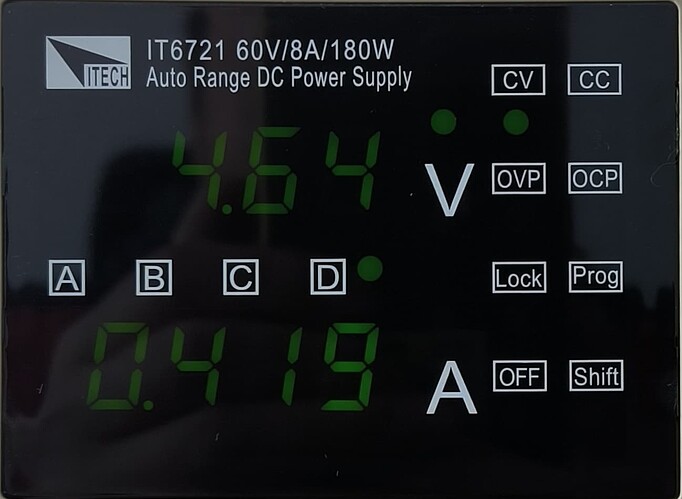 ITECH
IT6721 60V/8A/180W
Auto Range DC Power Supply
CV CC
4.64 V
OVP OCP
A B C D
Lock Prog
0.419 A
OFF Shift